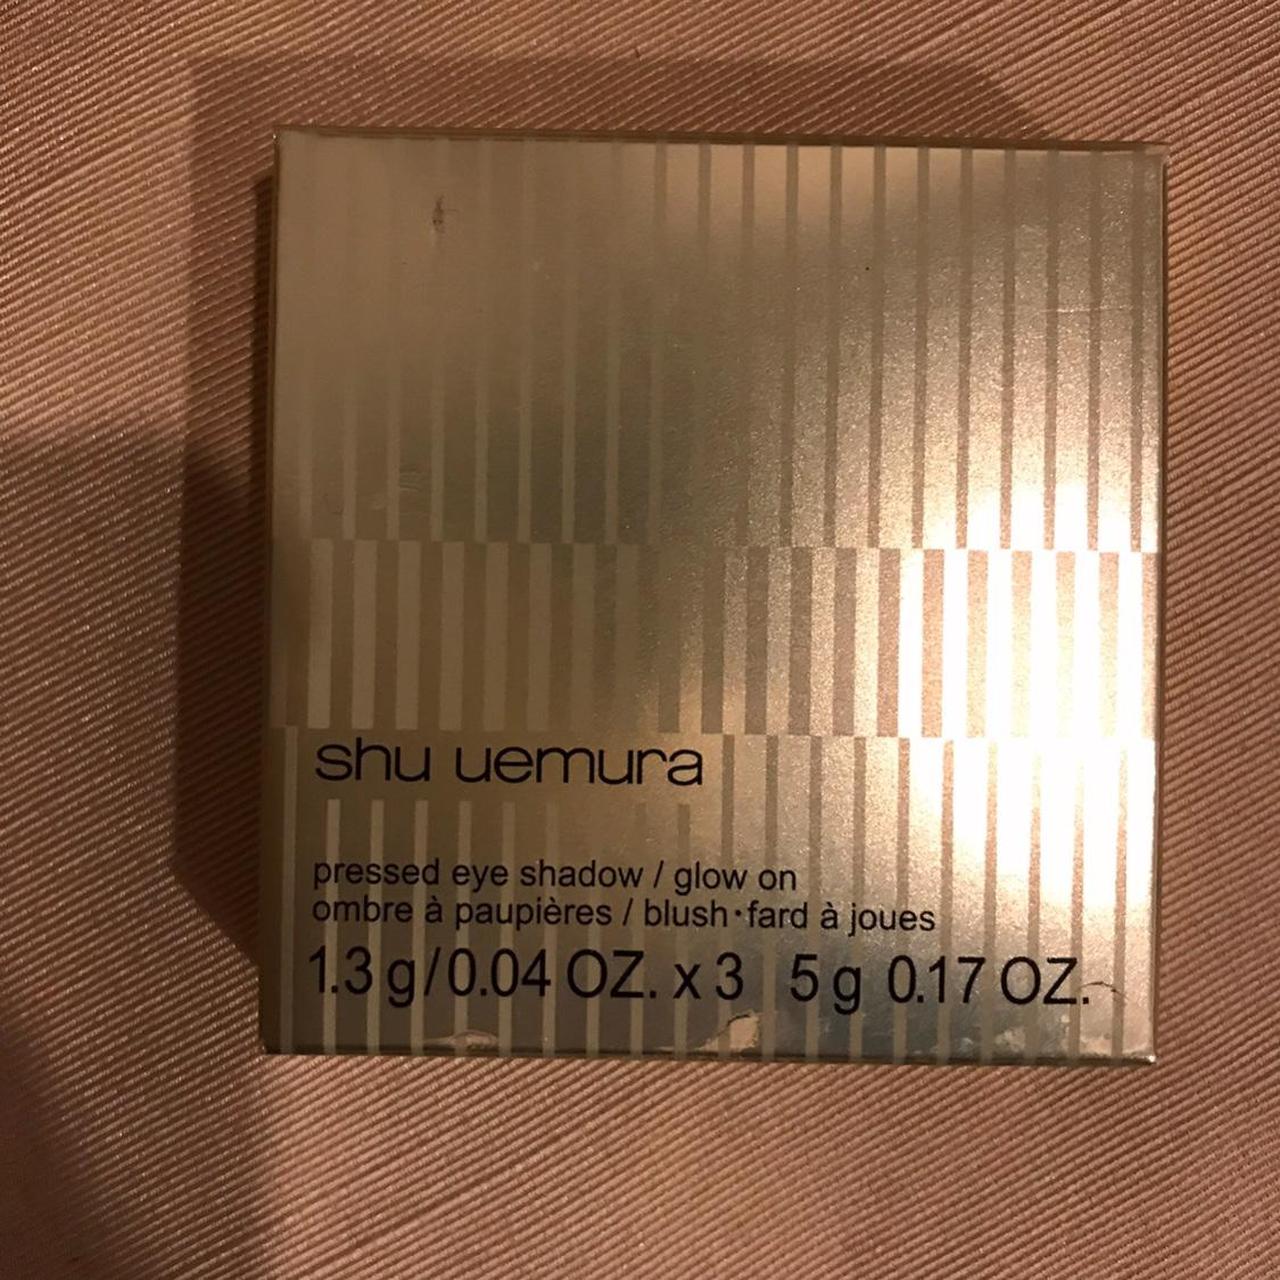 shu uemura
pressed eye shadow / glow on
ombre à paupières / blush·fard à joues
1.3 g/0.04 OZ. x 3 5 g 0.17 OZ.